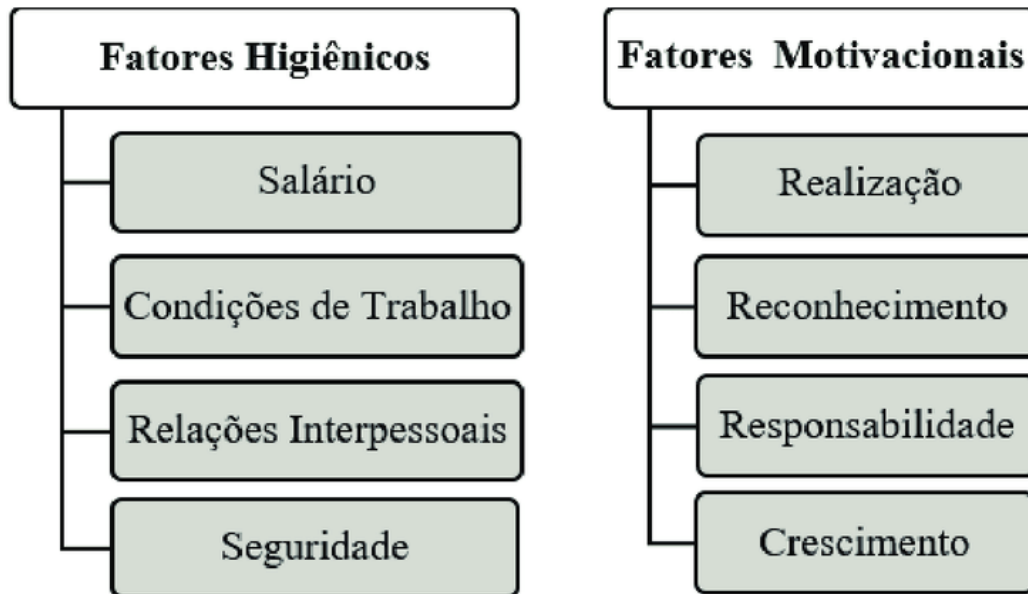 Fatores Higiênicos
Salário
Condições de Trabalho
Relações Interpessoais
Seguridade
Fatores Motivacionais
Realização
Reconhecimento
Responsabilidade
Crescimento